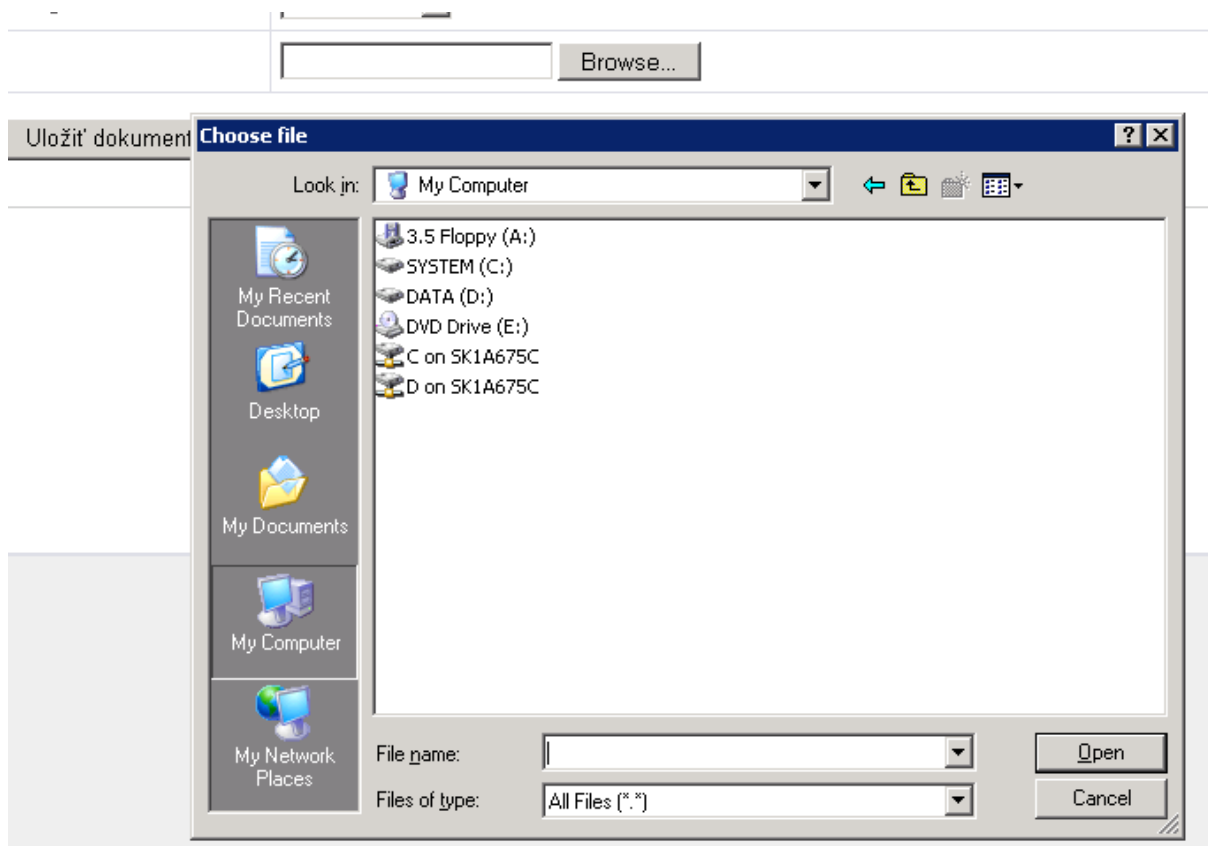 Browse...
Uložiť dokument
Choose file
Look in:
My Computer
My Recent
Documents
Desktop
My Documents
My Computer
My Network
Places
3.5 Floppy (A:)
SYSTEM (C:)
DATA (D:)
DVD Drive (E:)
C on SK1A675C
D on SK1A675C
File name:
Open
Files of type:
All Files (*.*)
Cancel